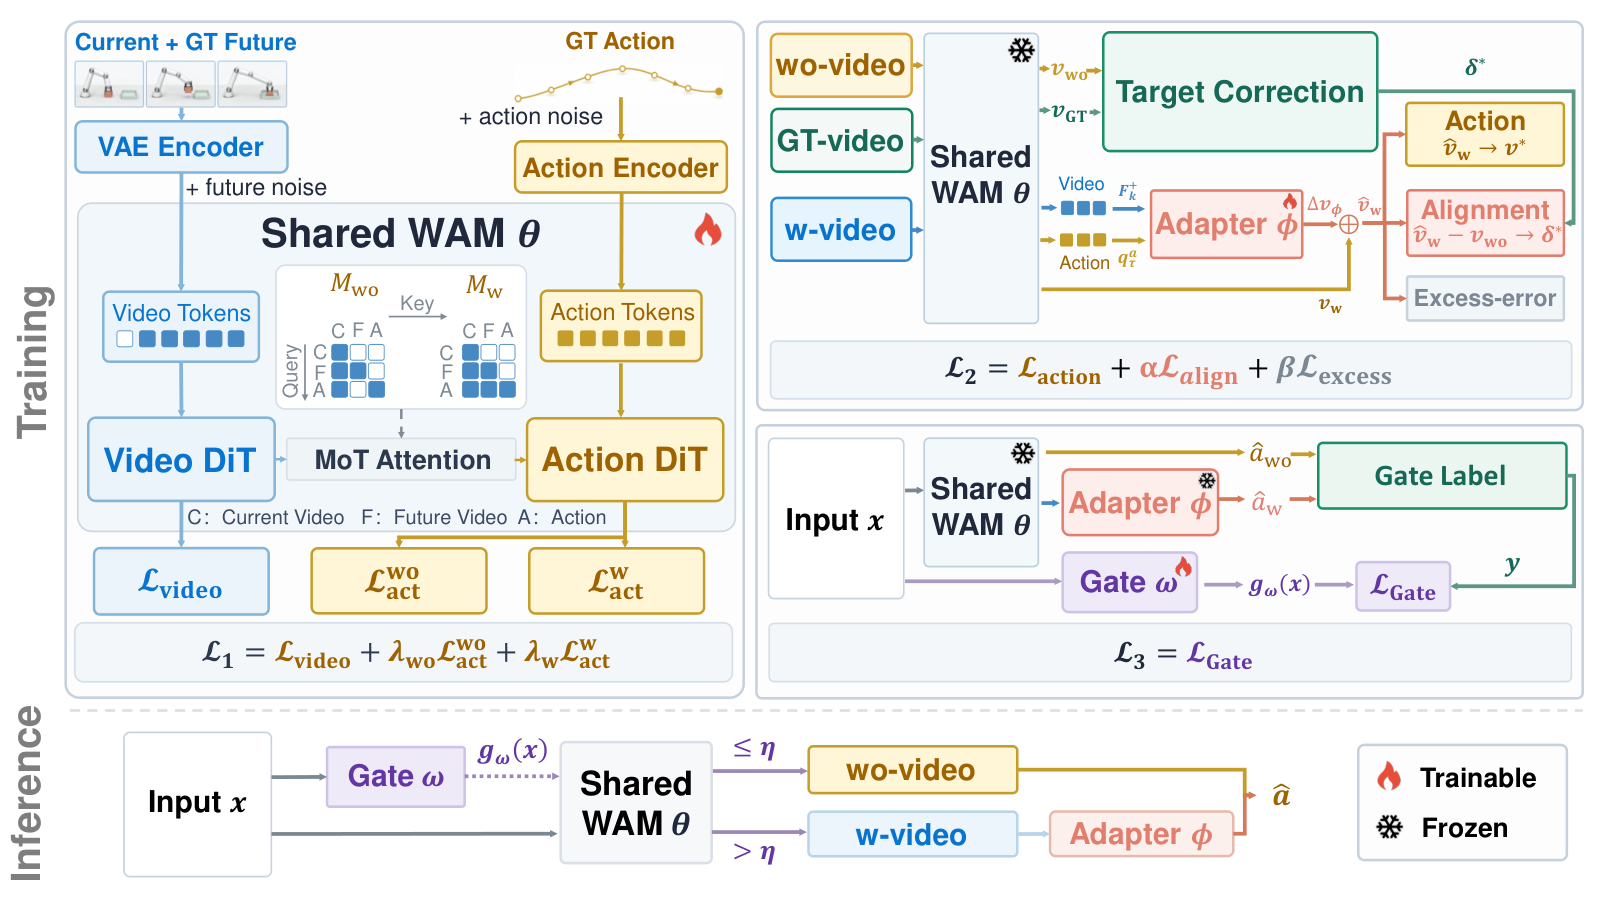 Training
Current + GT Future
GT Action
+ action noise
VAE Encoder
Action Encoder
+ future noise
Shared WAM θ
M_wo
M_w
Key
Query
C F A
C
F
A
C F A
C
F
A
Video Tokens
Action Tokens
Video DiT
MoT Attention
Action DiT
C: Current Video F: Future Video A: Action
ℒ_video
ℒ_act^wo
ℒ_act^w
ℒ_1 = ℒ_video + λ_wo ℒ_act^wo + λ_w ℒ_act^w
wo-video
GT-video
w-video
Shared
WAM θ
v_wo
v_GT
Target Correction
δ*
Video
F_k^+
Action
q_τ^a
Adapter ϕ
Δv_ϕ
⊕
v̂_w
v_w
Action
v̂_w → v*
Alignment
v̂_w − v_wo → δ*
Excess-error
ℒ_2 = ℒ_action + αℒ_align + βℒ_excess
Input x
Shared
WAM θ
Adapter ϕ
â_wo
â_w
Gate Label
Gate ω
g_ω(x)
ℒ_Gate
y
ℒ_3 = ℒ_Gate
Inference
Input x
Gate ω
g_ω(x)
Shared
WAM θ
≤ η
> η
wo-video
w-video
Adapter ϕ
â
Trainable
Frozen